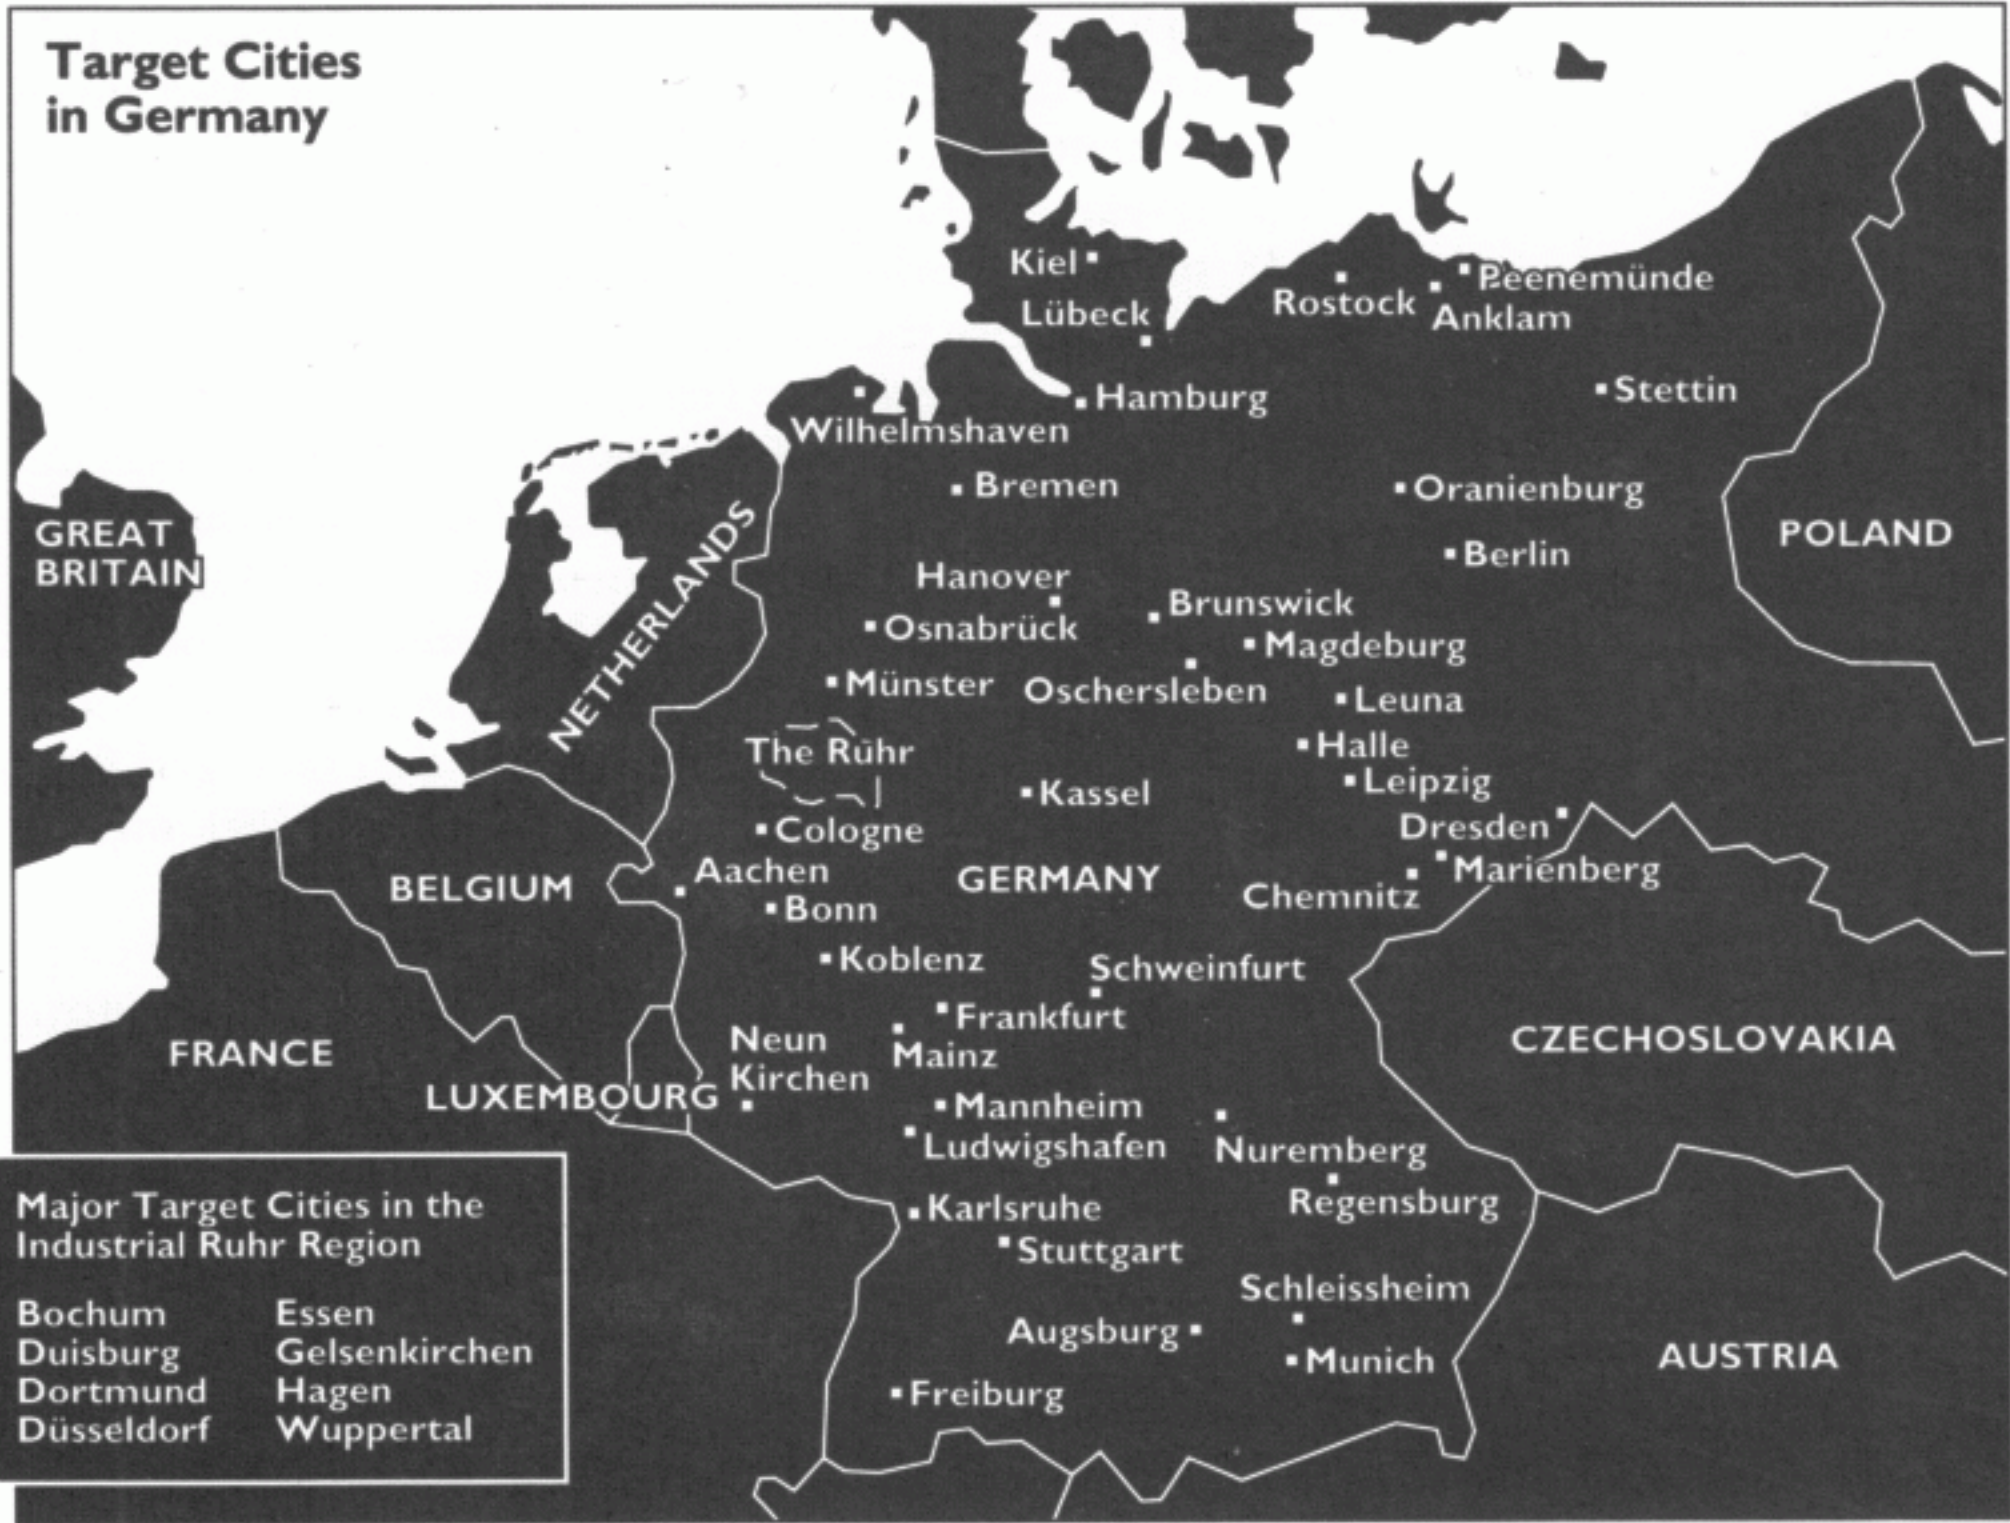 Target Cities
in Germany
Kiel
Lübeck
Rostock
Peenemünde
Anklam
Stettin
Hamburg
Wilhelmshaven
Bremen
Oranienburg
GREAT
BRITAIN
POLAND
NETHERLANDS
Berlin
Hanover
Brunswick
Osnabrück
Magdeburg
Münster
Oschersleben
Leuna
The Ruhr
Halle
Leipzig
Kassel
Cologne
Dresden
Aachen
Marienberg
BELGIUM
GERMANY
Chemnitz
Bonn
Koblenz
Schweinfurt
Frankfurt
FRANCE
Neun
Kirchen
Mainz
CZECHOSLOVAKIA
LUXEMBOURG
Mannheim
Ludwigshafen
Nuremberg
Karlsruhe
Regensburg
Stuttgart
Schleissheim
Augsburg
Munich
AUSTRIA
Freiburg
Major Target Cities in the
Industrial Ruhr Region
Bochum
Duisburg
Dortmund
Düsseldorf
Essen
Gelsenkirchen
Hagen
Wuppertal